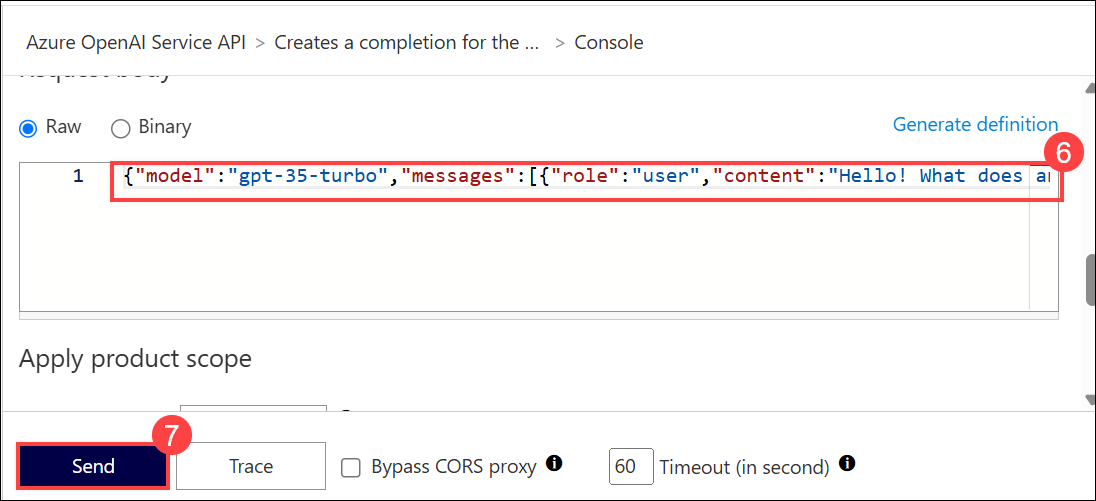 Azure OpenAI Service API > Creates a completion for the ... > Console
Request body
Raw Binary Generate definition
6
1 {"model":"gpt-35-turbo","messages":[{"role":"user","content":"Hello! What does
Apply product scope
7
Send Trace Bypass CORS proxy 60 Timeout (in second)